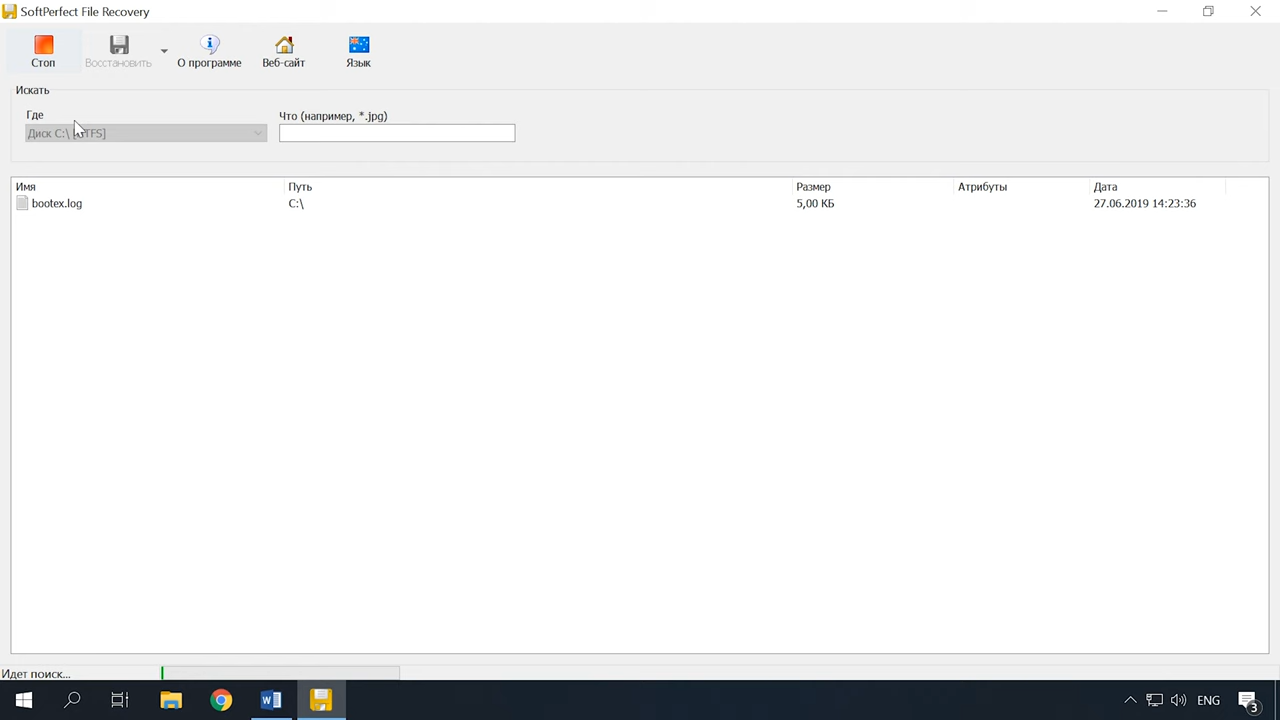 SoftPerfect File Recovery
Стоп
Восстановить
О программе
Веб-сайт
Язык
Искать
Где
Что (например, *.jpg)
Диск C:\
Имя Путь Размер Атрибуты Дата
bootex.log C:\ 5,00 КБ 27.06.2019 14:23:36
Идет поиск...
ENG
3